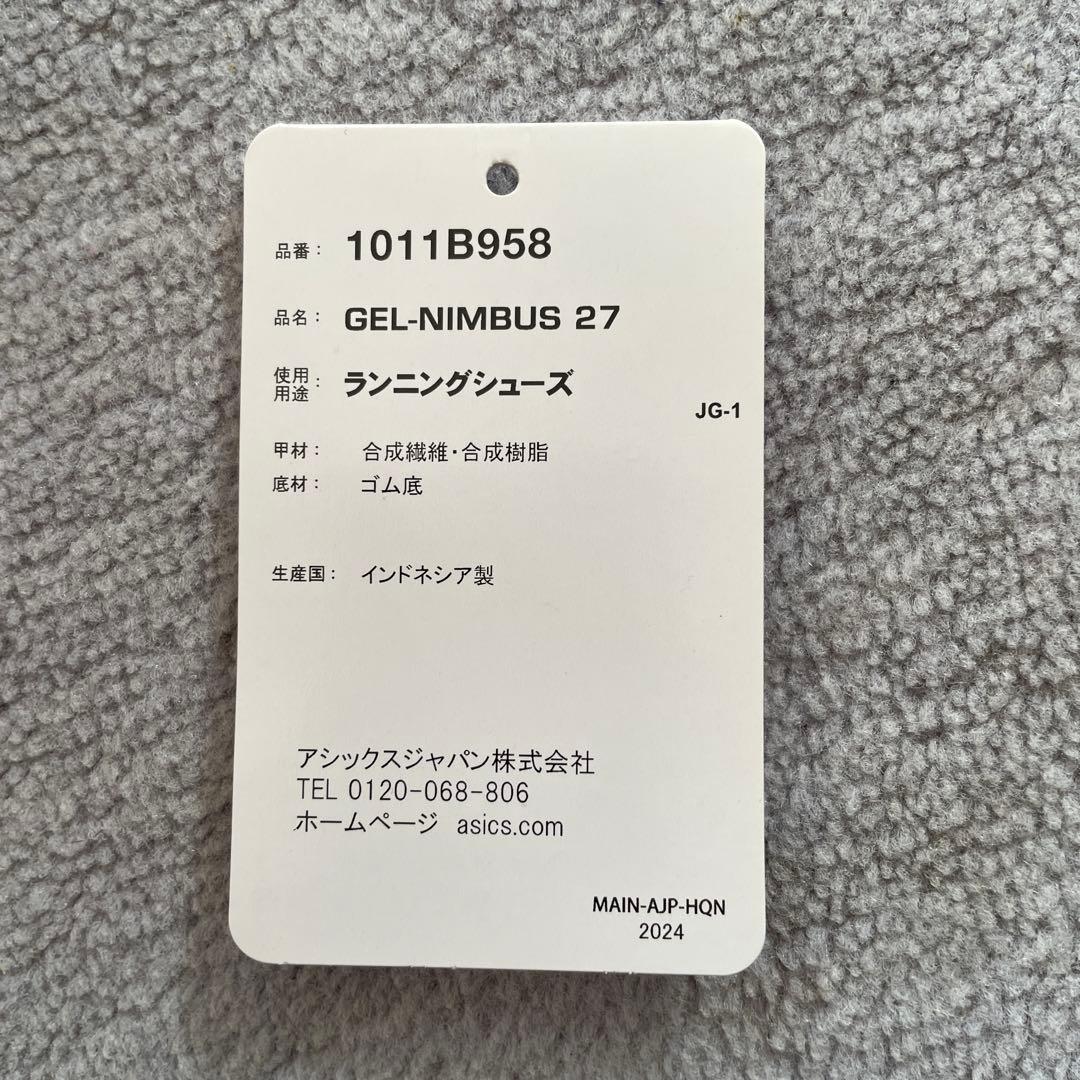 品番： 1011B958
品名： GEL-NIMBUS 27
使用用途： ランニングシューズ
JG-1
甲材： 合成繊維・合成樹脂
底材： ゴム底
生産国： インドネシア製
アシックスジャパン株式会社
TEL 0120-068-806
ホームページ asics.com
MAIN-AJP-HQN
2024